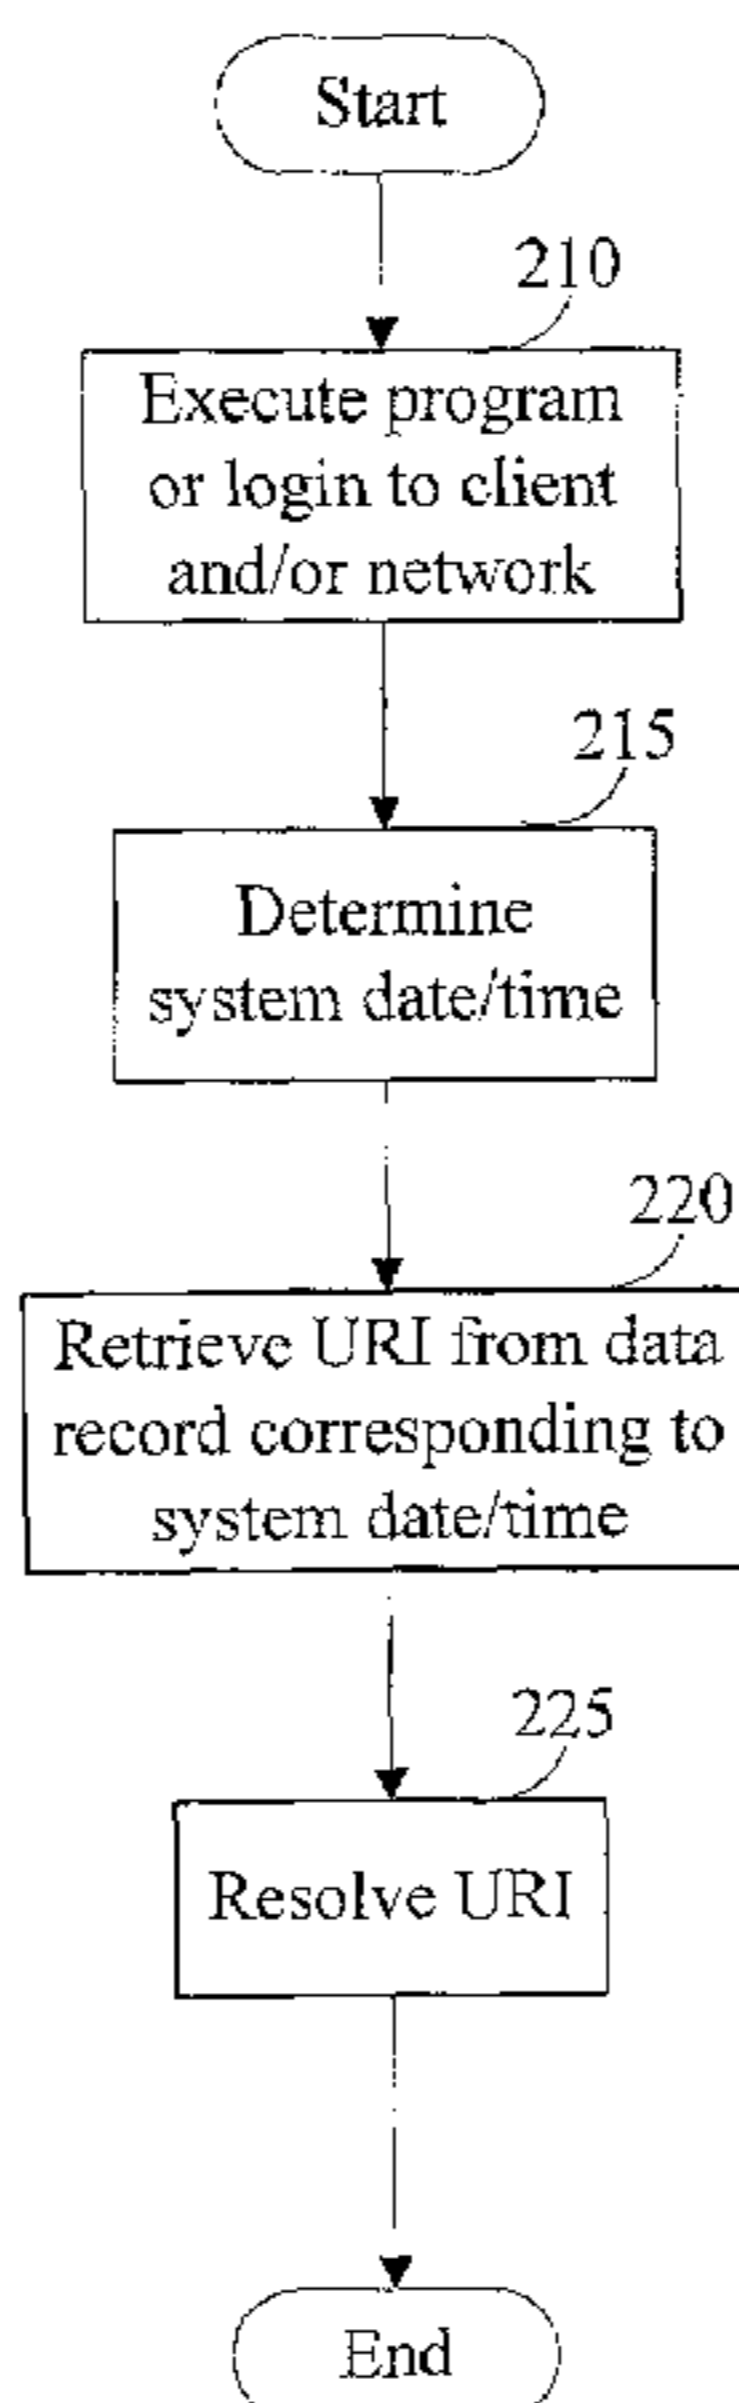 Start
210
Execute program
or login to client
and/or network
215
Determine
system date/time
220
Retrieve URI from data
record corresponding to
system date/time
225
Resolve URI
End